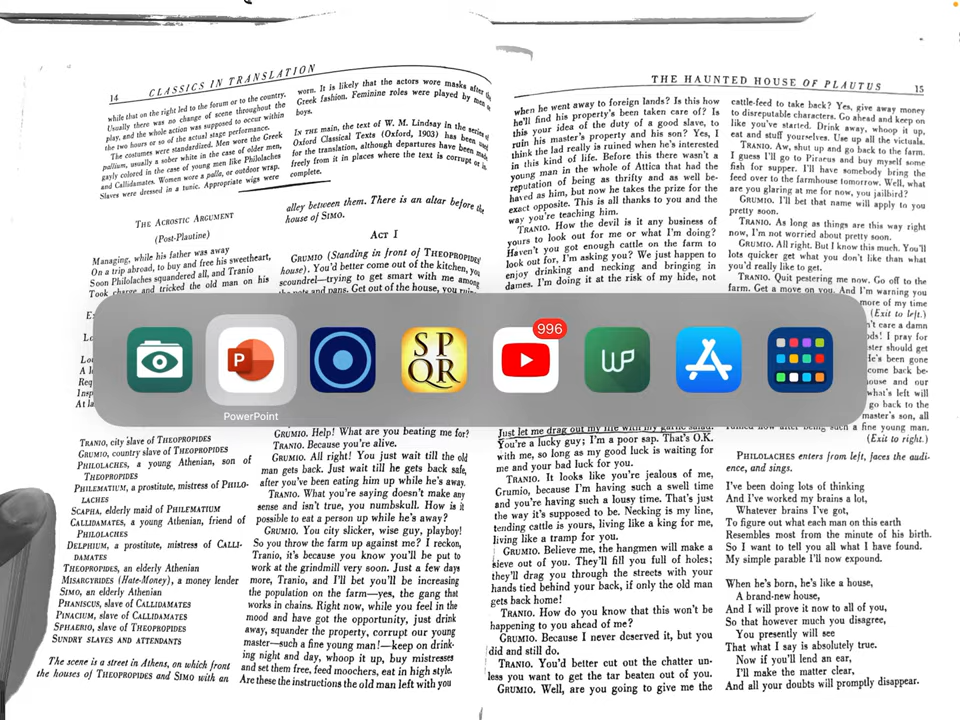 14 CLASSICS IN TRANSLATION
while that on the right led to the forum or to the country.
Usually there was no change of scene throughout the
play, and the whole action was supposed to occur within
the two hours or so of the actual stage performance.
The costumes were standardized. Men wore the Greek
pallium, usually a sober white in the case of older men,
gayly colored in the case of young men like Philolaches
and Callidamates. Women wore a palla, or outdoor wrap.
Slaves were dressed in a tunic. Appropriate wigs were
worn. It is likely that the actors wore masks after the
Greek fashion. Feminine roles were played by men or
boys.
IN THE main, the text of W. M. Lindsay in the series of
Oxford Classical Texts (Oxford, 1903) has been used
for the translation, although departures have been made
freely from it in places where the text is corrupt or in-
complete.
THE ACROSTIC ARGUMENT
(Post-Plautine)
Managing, while his father was away
On a trip abroad, to buy and free his sweetheart,
Soon Philolaches squandered all, and Tranio
Took charge and tricked the old man on his
TRANIO, city slave of THEOPROPIDES
GRUMIO, country slave of THEOPROPIDES
PHILOLACHES, a young Athenian, son of
THEOPROPIDES
PHILEMATIUM, a prostitute, mistress of PHILO-
LACHES
SCAPHA, elderly maid of PHILEMATIUM
CALLIDAMATES, a young Athenian, friend of
PHILOLACHES
DELPHIUM, a prostitute, mistress of CALLI-
DAMATES
THEOPROPIDES, an elderly Athenian
MISARGYRIDES (Hate-Money), a money lender
SIMO, an elderly Athenian
PHANISCUS, slave of CALLIDAMATES
PINACIUM, slave of CALLIDAMATES
SPHAERIO, slave of THEOPROPIDES
SUNDRY SLAVES AND ATTENDANTS
The scene is a street in Athens, on which front
the houses of THEOPROPIDES and SIMO with an
alley between them. There is an altar before the
house of SIMO.
ACT I
GRUMIO (Standing in front of THEOPROPIDES'
house). You'd better come out of the kitchen, you
scoundrel—trying to get smart with me among
the pots and pans. Get out of the house, you
GRUMIO. Help! What are you beating me for?
TRANIO. Because you're alive.
GRUMIO. All right! You just wait till the old
man gets back. Just wait till he gets back safe,
after you've been eating him up while he's away.
TRANIO. What you're saying doesn't make any
sense and isn't true, you numbskull. How is it
possible to eat a person up while he's away?
GRUMIO. You city slicker, wise guy, playboy!
So you throw the farm up against me? I reckon,
Tranio, it's because you know you'll be put to
work at the grindmill very soon. Just a few days
more, Tranio, and I'll bet you'll be increasing
the population on the farm—yes, the gang that
works in chains. Right now, while you feel in the
mood and have got the opportunity, just drink
away, squander the property, corrupt our young
master—such a fine young man!—keep on drink-
ing night and day, whoop it up, buy mistresses
and set them free, feed moochers, eat in high style.
Are these the instructions the old man left with you
THE HAUNTED HOUSE OF PLAUTUS 15
when he went away to foreign lands? Is this how
he'll find his property's been taken care of? Is
this your idea of the duty of a good slave, to
ruin his master's property and his son? Yes, I
think the lad really is ruined when he's interested
in this kind of life. Before this there wasn't a
young man in the whole of Attica that had the
reputation of being as thrifty and as well be-
haved as him, but now he takes the prize for the
exact opposite. This is all thanks to you and the
way you're teaching him.
TRANIO. How the devil is it any business of
yours to look out for me or what I'm doing?
Haven't you got enough cattle on the farm to
look out for, I'm asking you? We just happen to
enjoy drinking and necking and bringing in
dames. I'm doing it at the risk of my hide, not
Just let me drag out my life with my garlic salad.
You're a lucky guy; I'm a poor sap. That's O.K.
with me, so long as my good luck is waiting for
me and your bad luck for you.
TRANIO. It looks like you're jealous of me,
Grumio, because I'm having such a swell time
and you're having such a lousy time. That's just
the way it's supposed to be. Necking is my line,
tending cattle is yours, living like a king for me,
living like a tramp for you.
GRUMIO. Believe me, the hangmen will make a
sieve out of you. They'll fill you full of holes;
they'll drag you through the streets with your
hands tied behind your back, if only the old man
gets back home!
TRANIO. How do you know that this won't be
happening to you ahead of me?
GRUMIO. Because I never deserved it, but you
did and still do.
TRANIO. You'd better cut out the chatter un-
less you want to get the tar beaten out of you.
GRUMIO. Well, are you going to give me the
cattle-feed to take back? Yes, give away money
to disreputable characters. Go ahead and keep on
like you've started. Drink away, whoop it up,
eat and stuff yourselves. Use up all the victuals.
TRANIO. Aw, shut up and go back to the farm.
I guess I'll go to Piraeus and buy myself some
fish for supper. I'll have somebody bring the
feed over to the farmhouse tomorrow. Well, what
are you glaring at me for now, you jailbird?
GRUMIO. I'll bet that name will apply to you
pretty soon.
TRANIO. As long as things are this way right
now, I'm not worried about pretty soon.
GRUMIO. All right. But I know this much. You'll
lots quicker get what you don't like than what
you'd really like to get.
TRANIO. Quit pestering me now. Go off to the
farm. Get a move on you. And I'm warning you
more of my time
(Exit to left.)
n't care a damn
ods! I pray for
ster should get
He's been gone
come back be-
house and our
what's left will
go back to the
master's son, all
such a fine young man.
(Exit to right.)
PHILOLACHES enters from left, faces the audi-
ence, and sings.
I've been doing lots of thinking
And I've worked my brains a lot,
Whatever brains I've got,
To figure out what each man on this earth
Resembles most from the minute of his birth.
So I want to tell you all what I have found.
My simple parable I'll now expound.
When he's born, he's like a house,
A brand-new house,
And I will prove it now to all of you,
So that however much you disagree,
You presently will see
That what I say is absolutely true.
Now if you'll lend an ear,
I'll make the matter clear,
And all your doubts will promptly disappear.
P
SP
QR
996
WP
PowerPoint